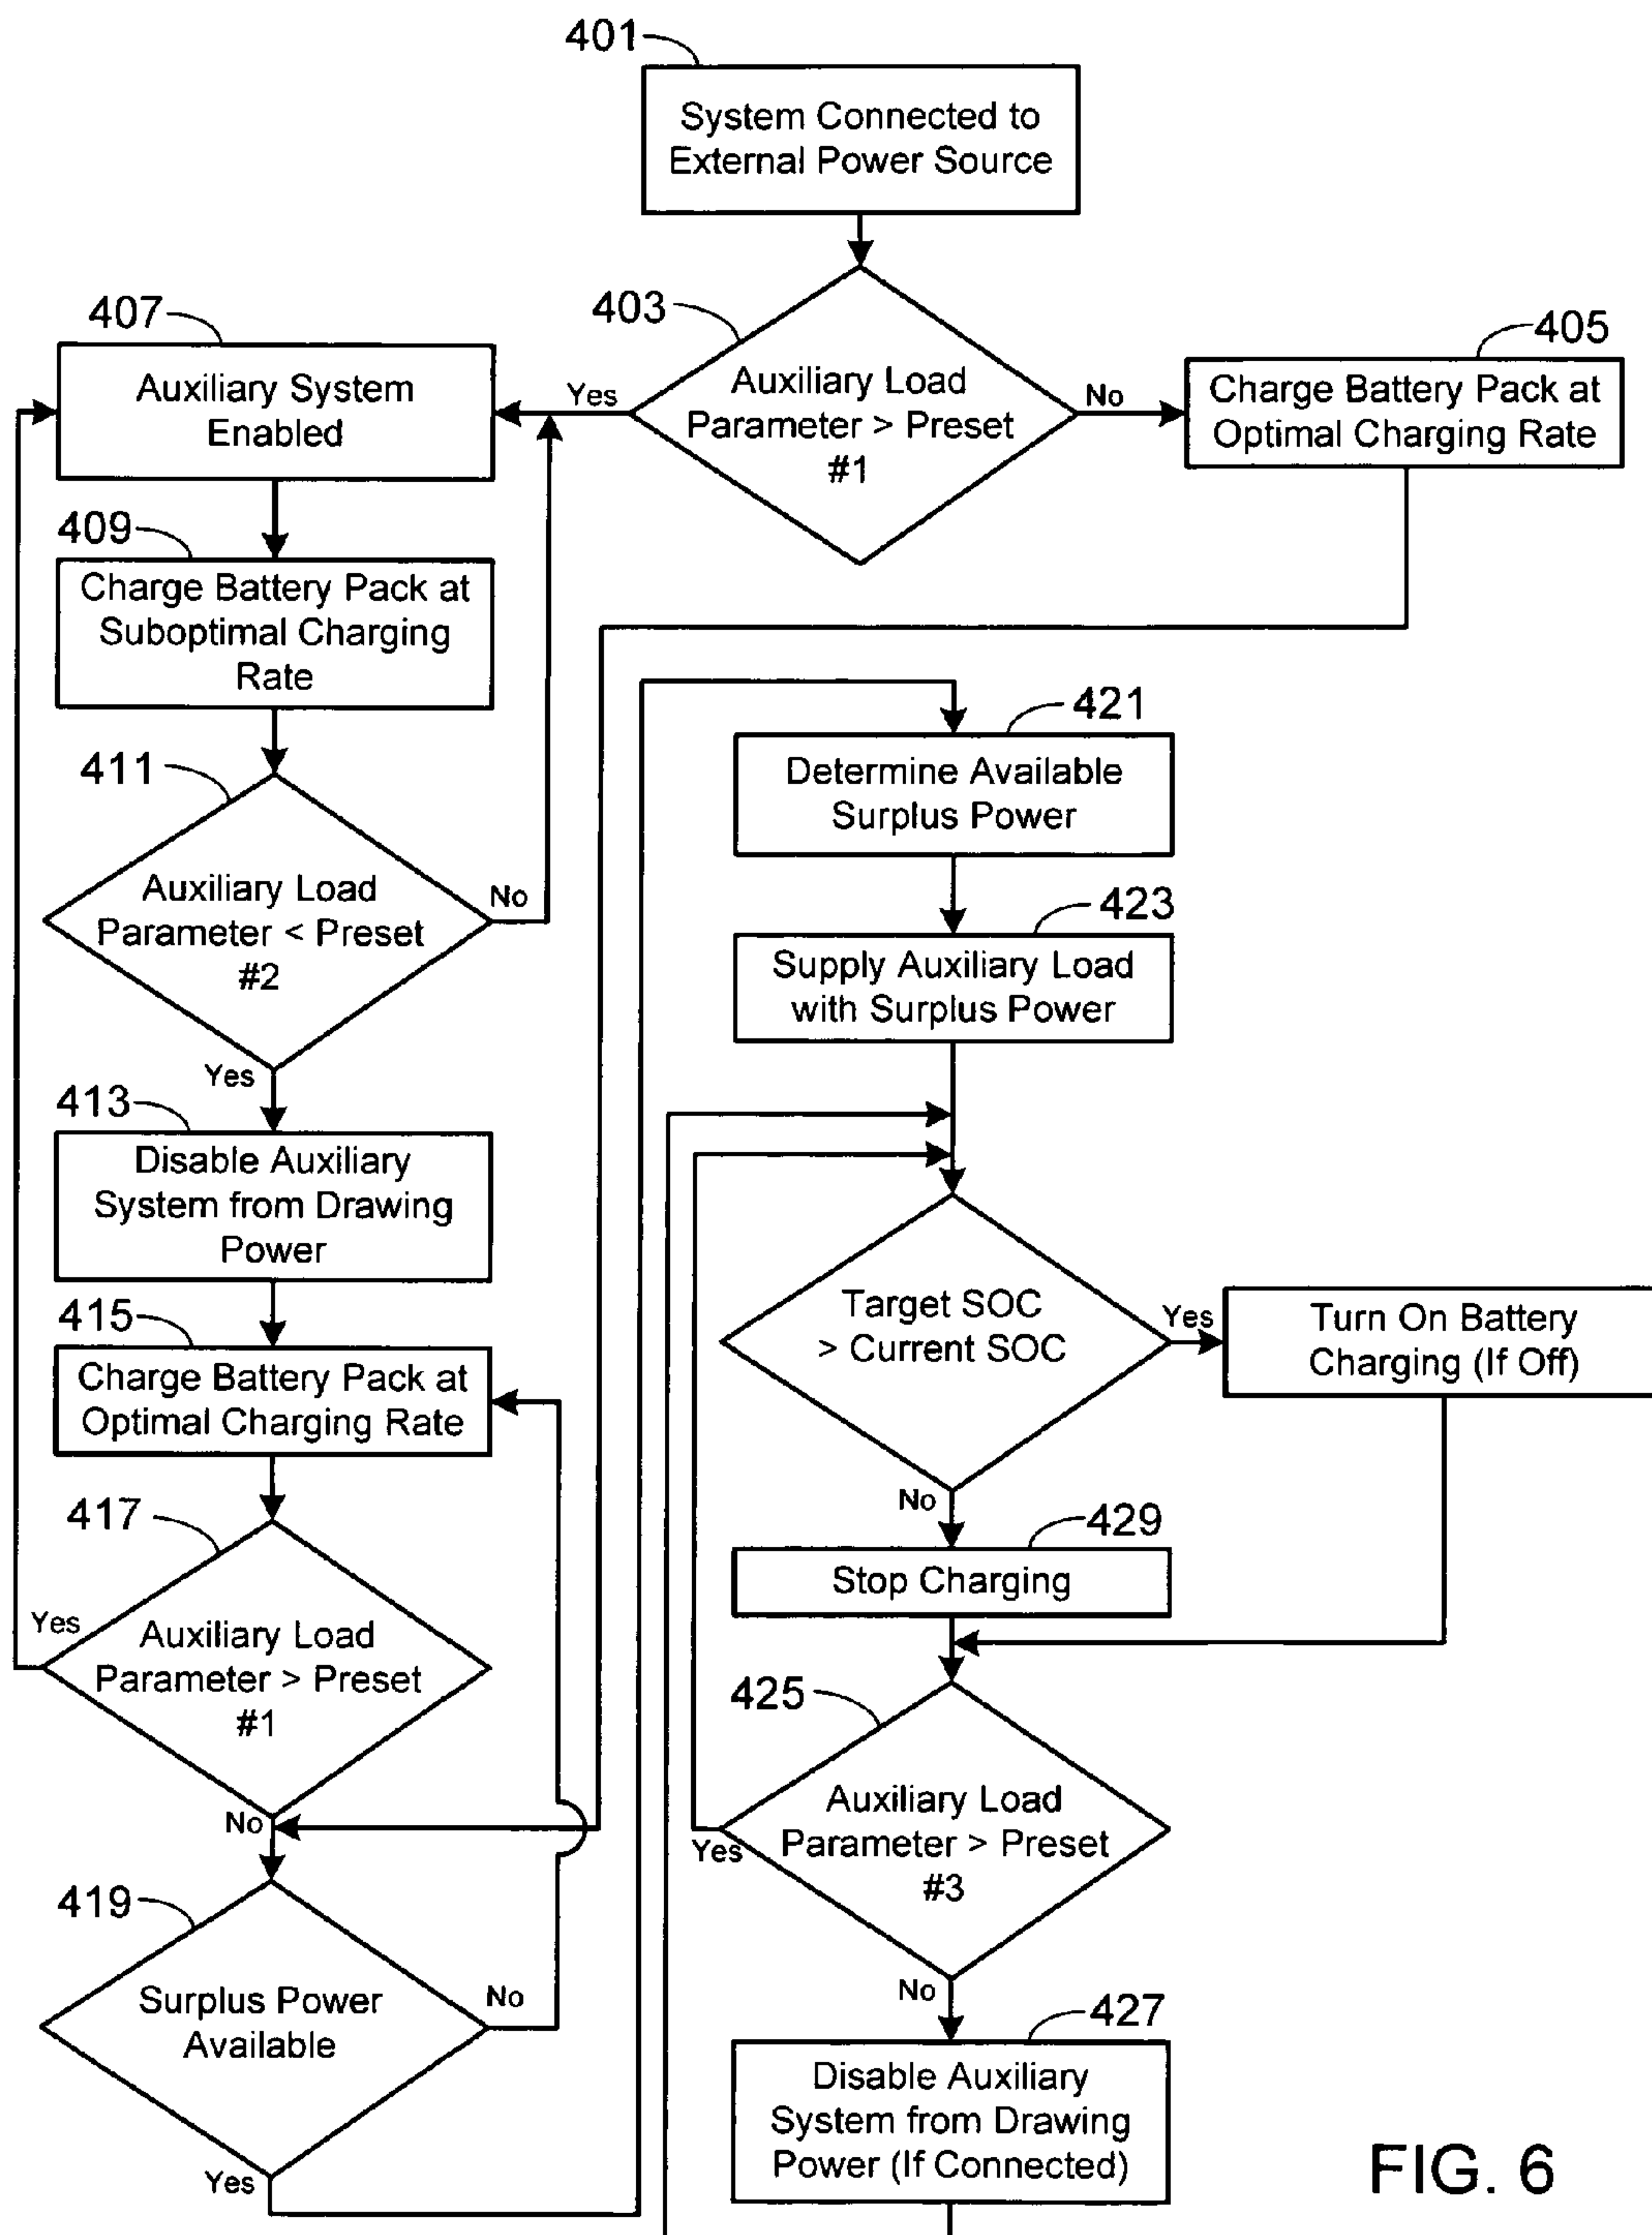 401
System Connected to
External Power Source
403
Auxiliary Load
Parameter > Preset
#1
Yes
No
405
Charge Battery Pack at
Optimal Charging Rate
407
Auxiliary System
Enabled
409
Charge Battery Pack at
Suboptimal Charging
Rate
411
Auxiliary Load
Parameter < Preset
#2
No
Yes
413
Disable Auxiliary
System from Drawing
Power
415
Charge Battery Pack at
Optimal Charging Rate
417
Auxiliary Load
Parameter > Preset
#1
Yes
No
419
Surplus Power
Available
No
Yes
421
Determine Available
Surplus Power
423
Supply Auxiliary Load
with Surplus Power
Target SOC
> Current SOC
Yes
Turn On Battery
Charging (If Off)
No
429
Stop Charging
425
Auxiliary Load
Parameter > Preset
#3
Yes
No
427
Disable Auxiliary
System from Drawing
Power (If Connected)
FIG. 6